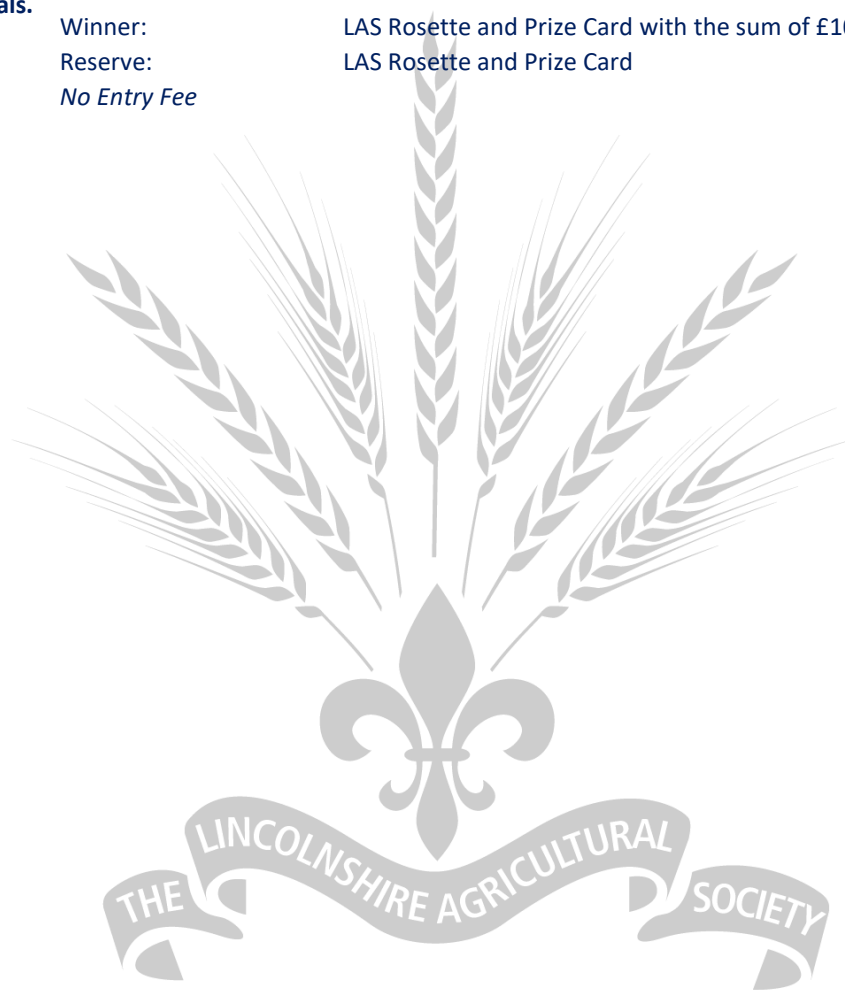 als.
Winner: LAS Rosette and Prize Card with the sum of £10
Reserve: LAS Rosette and Prize Card
No Entry Fee
THE LINCOLNSHIRE AGRICULTURAL SOCIETY